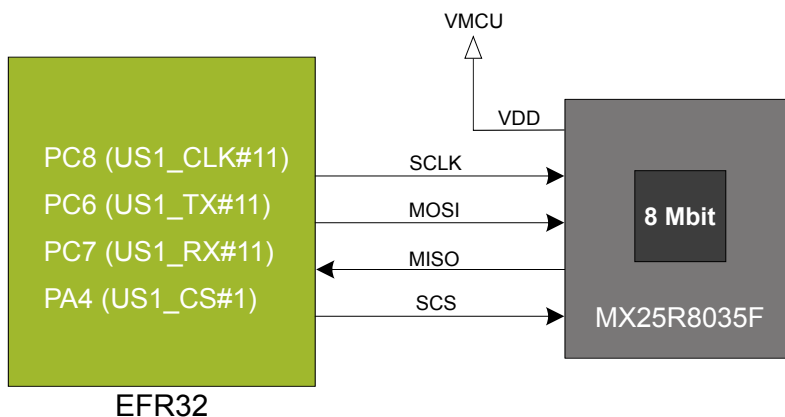 VMCU
VDD
PC8 (US1_CLK#11)
SCLK
PC6 (US1_TX#11)
MOSI
8 Mbit
PC7 (US1_RX#11)
MISO
PA4 (US1_CS#1)
SCS
MX25R8035F
EFR32